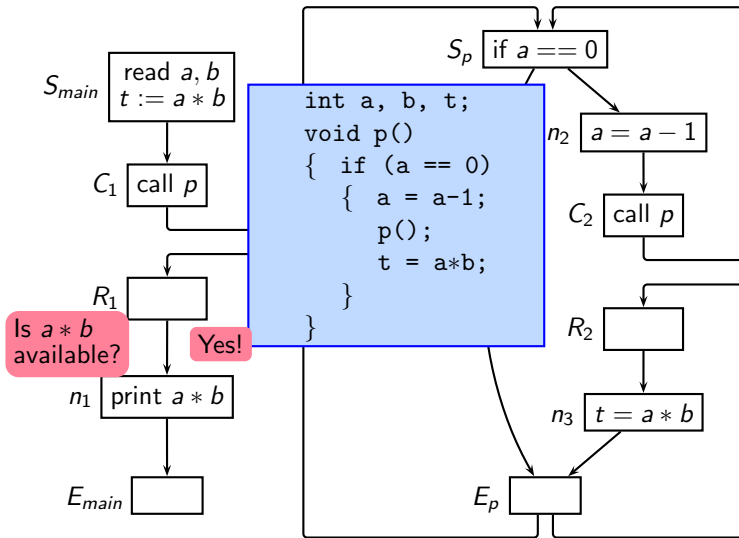 S_main
read a, b
t := a * b
C_1
call p
R_1
Is a * b
available?
Yes!
n_1
print a * b
E_main
int a, b, t;
void p()
{ if (a == 0)
{ a = a-1;
p();
t = a*b;
}
}
S_p
if a == 0
n_2
a = a − 1
C_2
call p
R_2
n_3
t = a * b
E_p